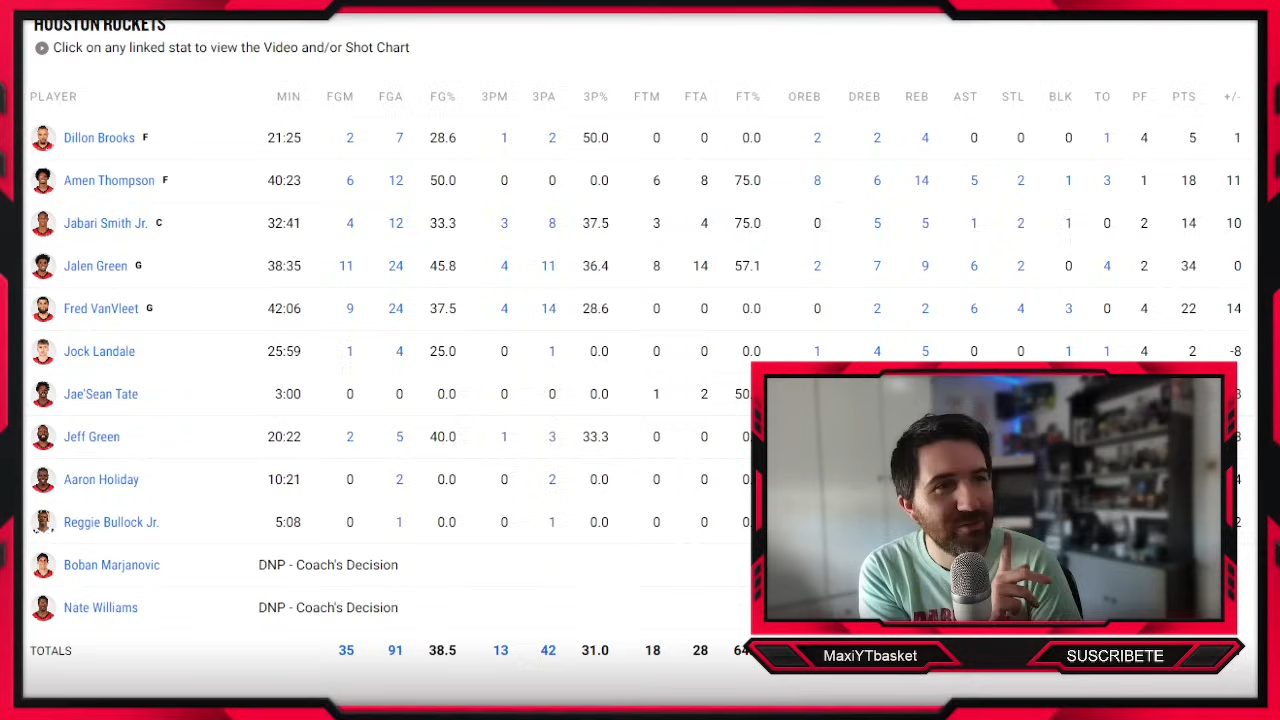 HOUSTON ROCKETS
Click on any linked stat to view the Video and/or Shot Chart
PLAYER MIN FGM FGA FG% 3PM 3PA 3P% FTM FTA FT% OREB DREB REB AST STL BLK TO PF PTS +/-
Dillon Brooks F 21:25 2 7 28.6 1 2 50.0 0 0 0.0 2 2 4 0 0 0 1 4 5 1
Amen Thompson F 40:23 6 12 50.0 0 0 0.0 6 8 75.0 8 6 14 5 2 1 3 1 18 11
Jabari Smith Jr. C 32:41 4 12 33.3 3 8 37.5 3 4 75.0 0 5 5 1 2 1 0 2 14 10
Jalen Green G 38:35 11 24 45.8 4 11 36.4 8 14 57.1 2 7 9 6 2 0 4 2 34 0
Fred VanVleet G 42:06 9 24 37.5 4 14 28.6 0 0 0.0 0 2 2 6 4 3 0 4 22 14
Jock Landale 25:59 1 4 25.0 0 1 0.0 0 0 0.0 1 4 5 0 0 1 1 4 2 -8
Jae'Sean Tate 3:00 0 0 0.0 0 0 0.0 1 2
Jeff Green 20:22 2 5 40.0 1 3 33.3 0 0
Aaron Holiday 10:21 0 2 0.0 0 2 0.0 0 0
Reggie Bullock Jr. 5:08 0 1 0.0 0 1 0.0 0 0
Boban Marjanovic DNP - Coach's Decision
Nate Williams DNP - Coach's Decision
TOTALS 35 91 38.5 13 42 31.0 18 28
MaxiYTbasket
SUSCRIBETE